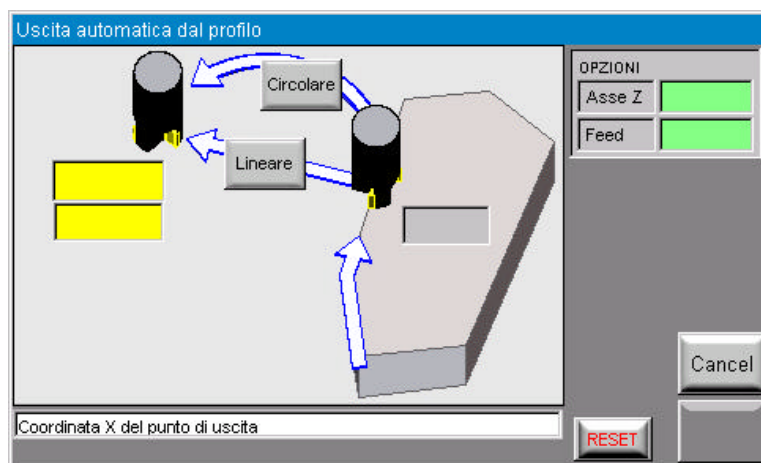 Uscita automatica dal profilo
Circolare
Lineare
OPZIONI
Asse Z
Feed
Cancel
Coordinata X del punto di uscita
RESET